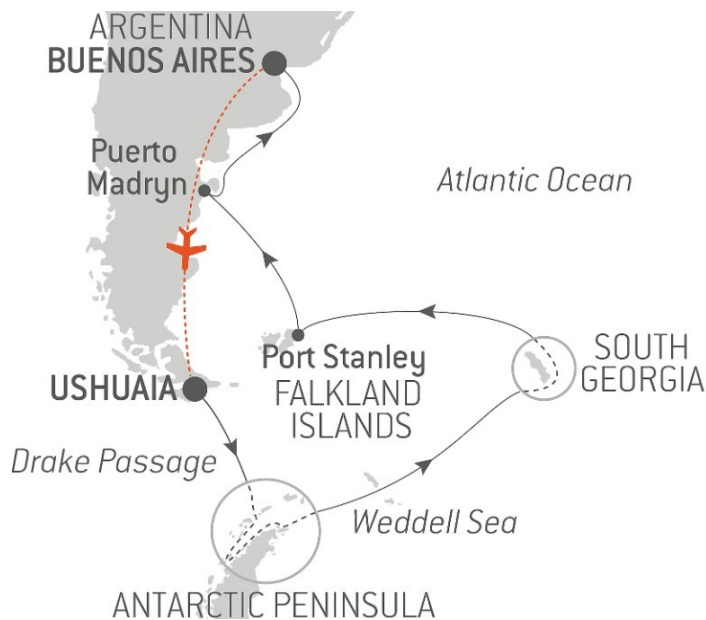 ARGENTINA
BUENOS AIRES
Puerto
Madryn
Atlantic Ocean
Port Stanley
FALKLAND
ISLANDS
SOUTH
GEORGIA
USHUAIA
Drake Passage
Weddell Sea
ANTARCTIC PENINSULA